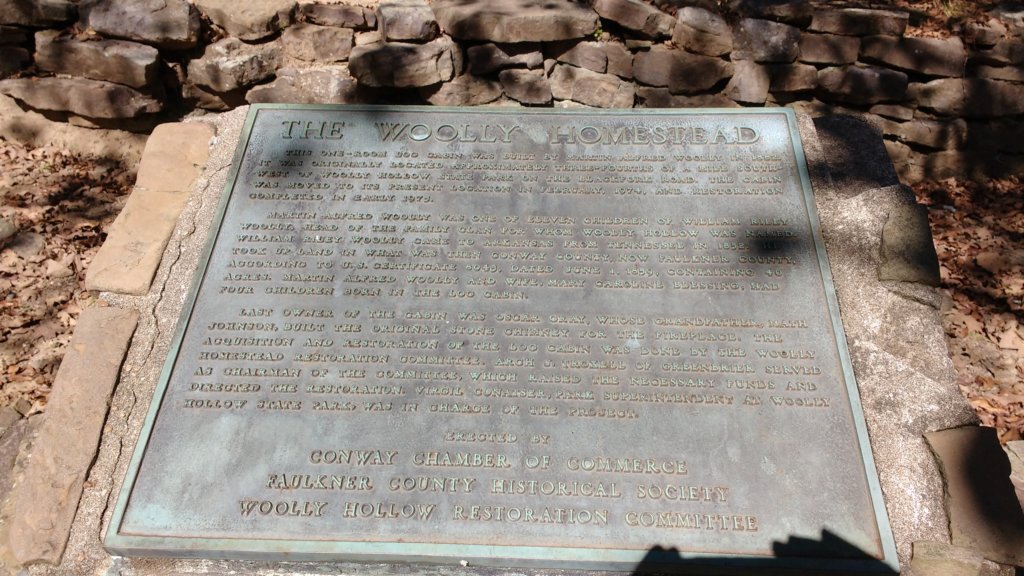 THE WOOLLY HOMESTEAD
THIS ONE-ROOM LOG CABIN WAS BUILT BY MARTIN ALFRED WOOLLY IN 1882.
IT WAS ORIGINALLY LOCATED APPROXIMATELY THREE-FOURTHS OF A MILE SOUTH-
WEST OF WOOLLY HOLLOW STATE PARK ON THE ROAD. THE CABIN
WAS MOVED TO ITS PRESENT LOCATION IN FEBRUARY, 1974, AND RESTORATION
COMPLETED IN EARLY 1975.
MARTIN ALFRED WOOLLY WAS ONE OF ELEVEN CHILDREN OF WILLIAM RILEY
WOOLLY, HEAD OF THE FAMILY CLAN FOR WHOM WOOLLY HOLLOW WAS NAMED.
WILLIAM RILEY WOOLLY CAME TO ARKANSAS FROM TENNESSEE IN
TOOK UP LAND IN WHAT WAS THEN CONWAY COUNTY, NOW FAULKNER COUNTY,
ACCORDING TO U.S. CERTIFICATE DATED JUNE 1, 1859, CONTAINING 40
ACRES. MARTIN ALFRED WOOLLY AND WIFE, MARY CAROLINE BLESSING, HAD
FOUR CHILDREN BORN IN THE LOG CABIN.
LAST OWNER OF THE CABIN WAS OSCAR GRAY, WHOSE GRANDFATHER, MATH
JOHNSON, BUILT THE ORIGINAL STONE CHIMNEY FOR THE FIREPLACE. THE
ACQUISITION AND RESTORATION OF THE LOG CABIN WAS DONE BY THE WOOLLY
HOMESTEAD RESTORATION COMMITTEE. ARCH C. TROXELL OF GREENBRIER SERVED
AS CHAIRMAN OF THE COMMITTEE, WHICH RAISED THE NECESSARY FUNDS AND
DIRECTED THE RESTORATION. VIRGIL CONAISER, PARK SUPERINTENDENT AT WOOLLY
HOLLOW STATE PARK, WAS IN CHARGE OF THE PROJECT.
ERECTED BY
CONWAY CHAMBER OF COMMERCE
FAULKNER COUNTY HISTORICAL SOCIETY
WOOLLY HOLLOW RESTORATION COMMITTEE